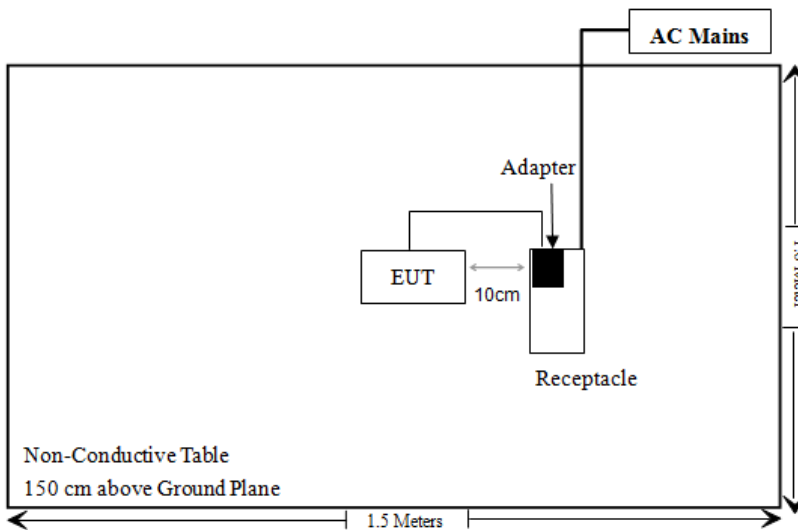 AC Mains
Adapter
EUT
10cm
Receptacle
Non-Conductive Table
150 cm above Ground Plane
1.5 Meters